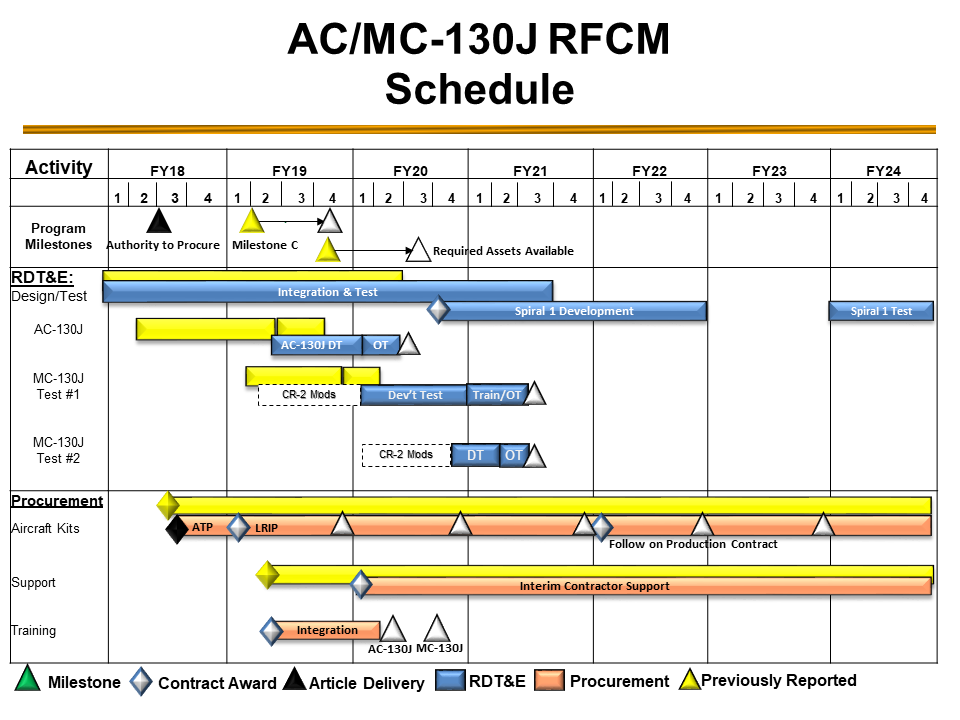 AC/MC-130J RFCM
Schedule
Activity FY18 FY19 FY20 FY21 FY22 FY23 FY24
1 2 3 4 1 2 3 4 1 2 3 4 1 2 3 4 1 2 3 4 1 2 3 4 1 2 3 4
Program
Milestones
Authority to Procure Milestone C
Required Assets Available
RDT&E:
Design/Test
Integration & Test
Spiral 1 Development Spiral 1 Test
AC-130J
AC-130J DT OT
MC-130J
Test #1
CR-2 Mods Dev't Test Train/OT
MC-130J
Test #2
CR-2 Mods DT OT
Procurement
Aircraft Kits
ATP LRIP
Follow on Production Contract
Support
Interim Contractor Support
Training
Integration
AC-130J MC-130J
Milestone Contract Award Article Delivery RDT&E Procurement Previously Reported